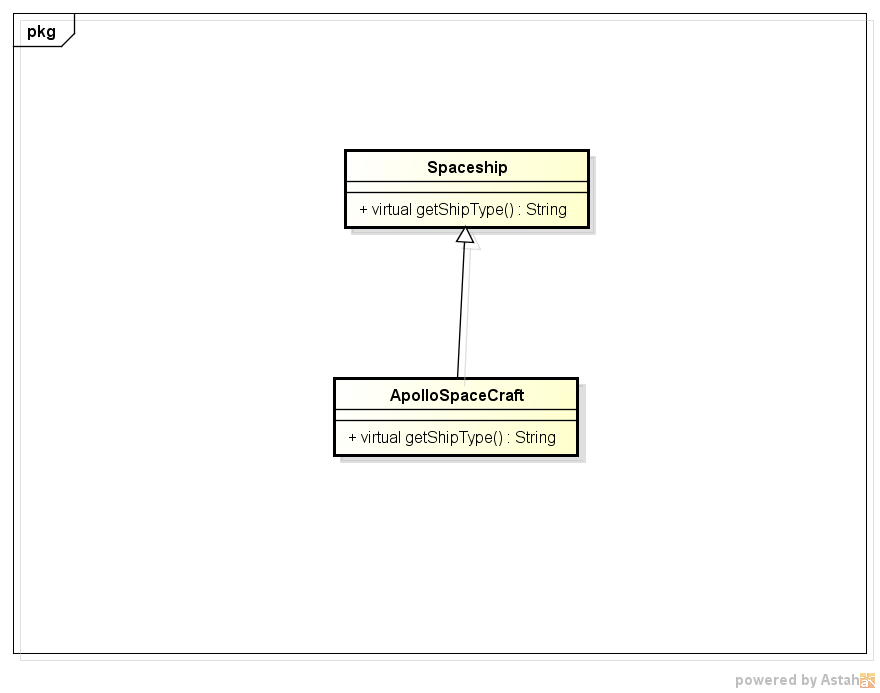 pkg
Spaceship
+ virtual getShipType() : String
ApolloSpaceCraft
+ virtual getShipType() : String
powered by Astah